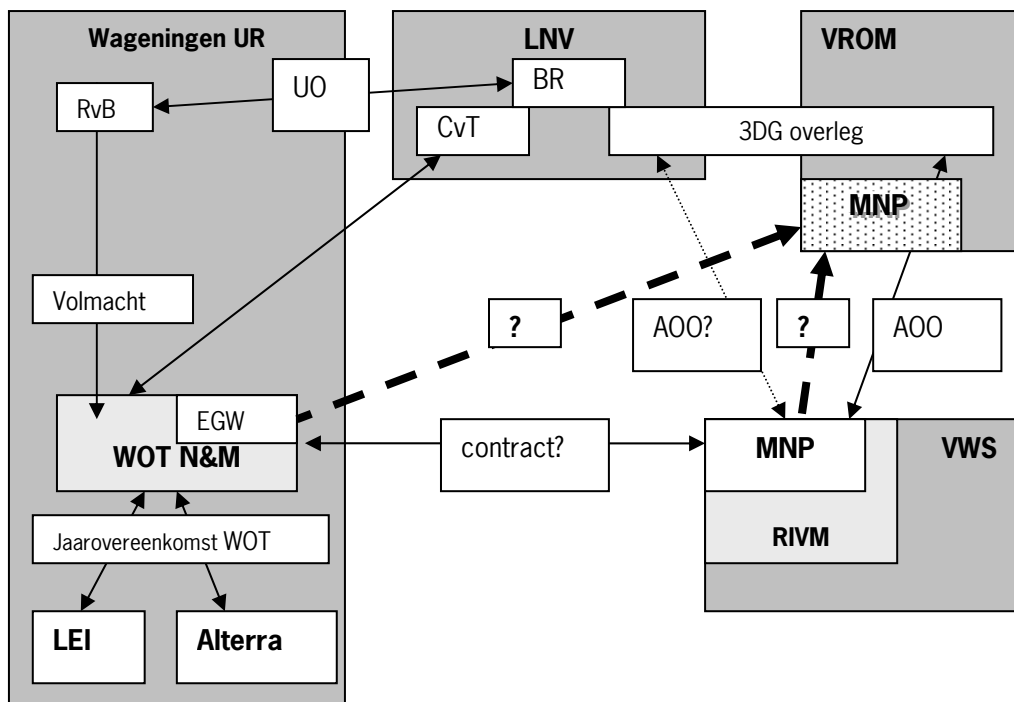 Wageningen UR
LNV
VROM
UO
BR
RvB
CvT
3DG overleg
MNP
Volmacht
?
AOO?
?
AOO
EGW
WOT N&M
contract?
MNP
VWS
RIVM
Jaarovereenkomst WOT
LEI
Alterra